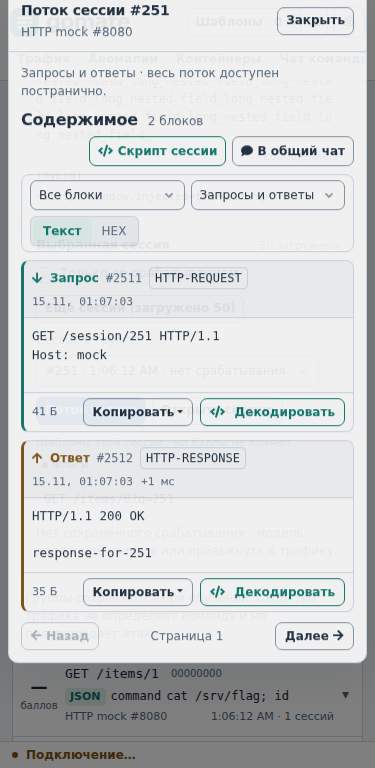 Поток сессии #251
Закрыть
HTTP mock #8080
Запросы и ответы · весь поток доступен
постранично.
Содержимое 2 блоков
</> Скрипт сессии
В общий чат
Все блоки
Запросы и ответы
Текст HEX
↓ Запрос #2511 HTTP-REQUEST
15.11, 01:07:03
GET /session/251 HTTP/1.1
Host: mock
41 Б
Копировать
</> Декодировать
↑ Ответ #2512 HTTP-RESPONSE
15.11, 01:07:03 +1 мс
HTTP/1.1 200 OK
response-for-251
35 Б
Копировать
</> Декодировать
← Назад
Страница 1
Далее →
GET /items/1 00000000
—
баллов
JSON command cat /srv/flag; id ▼
HTTP mock #8080
1:06:12 AM · 1 сессий
• Подключение…